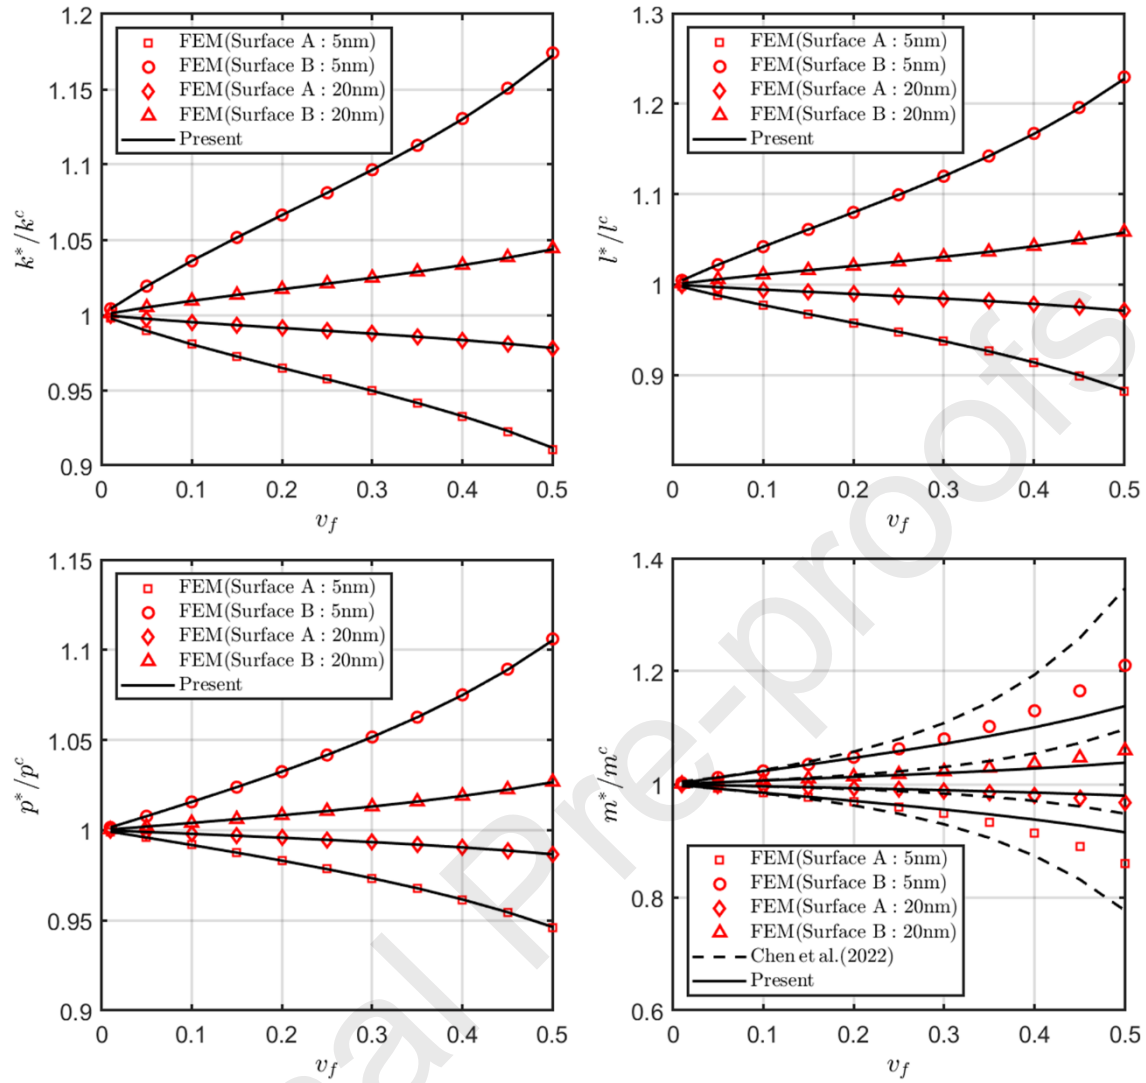 1.2
1.15
1.1
1.05
1
0.95
0.9
k*/k^c
FEM(Surface A : 5nm)
FEM(Surface B : 5nm)
FEM(Surface A : 20nm)
FEM(Surface B : 20nm)
Present
0 0.1 0.2 0.3 0.4 0.5
v_f
1.3
1.2
1.1
1
0.9
l*/l^c
FEM(Surface A : 5nm)
FEM(Surface B : 5nm)
FEM(Surface A : 20nm)
FEM(Surface B : 20nm)
Present
0 0.1 0.2 0.3 0.4 0.5
v_f
1.15
1.1
1.05
1
0.95
0.9
p*/p^c
FEM(Surface A : 5nm)
FEM(Surface B : 5nm)
FEM(Surface A : 20nm)
FEM(Surface B : 20nm)
Present
0 0.1 0.2 0.3 0.4 0.5
v_f
1.4
1.2
1
0.8
0.6
m*/m^c
FEM(Surface A : 5nm)
FEM(Surface B : 5nm)
FEM(Surface A : 20nm)
FEM(Surface B : 20nm)
Chen et al.(2022)
Present
0 0.1 0.2 0.3 0.4 0.5
v_f
al Pre-proofs